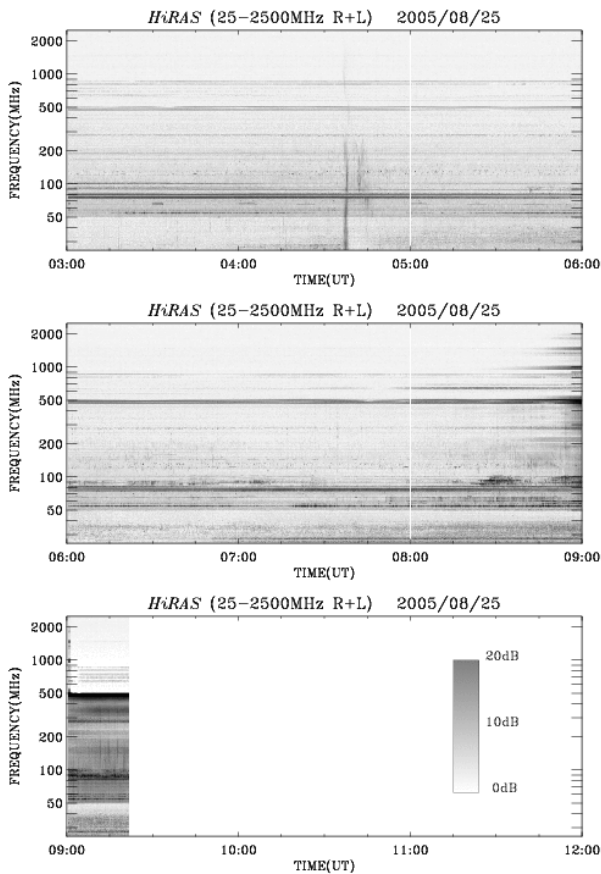 HiRAS (25-2500MHz R+L) 2005/08/25
2000
1000
500
200
100
50
FREQUENCY(MHz)
03:00 04:00 05:00 06:00
TIME(UT)
HiRAS (25-2500MHz R+L) 2005/08/25
2000
1000
500
200
100
50
FREQUENCY(MHz)
06:00 07:00 08:00 09:00
TIME(UT)
HiRAS (25-2500MHz R+L) 2005/08/25
2000
1000
500
200
100
50
FREQUENCY(MHz)
20dB
10dB
0dB
09:00 10:00 11:00 12:00
TIME(UT)